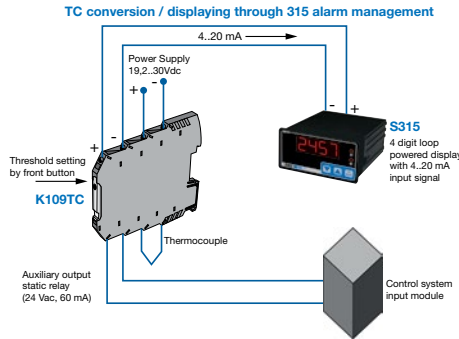 TC conversion / displaying through 315 alarm management
4..20 mA
Power Supply
19,2..30Vdc
+ -
+ -
- +
2457
S315
4 digit loop
powered display
with 4..20 mA
input signal
Threshold setting
by front button
K109TC
Thermocouple
Auxiliary output
static relay
(24 Vac, 60 mA)
Control system
input module